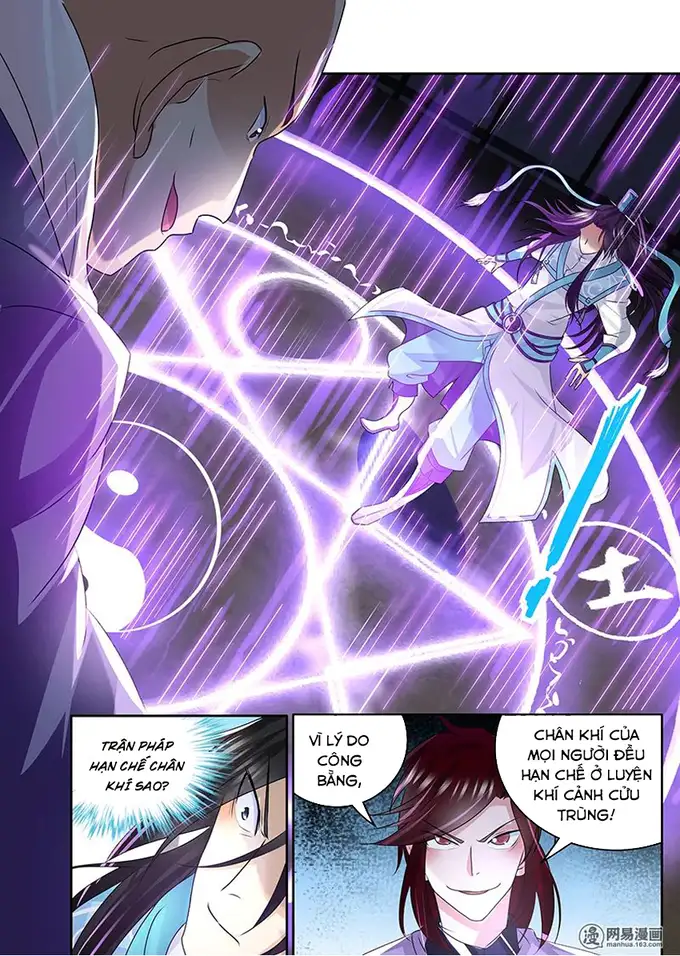 土
TRẬN PHÁP
HẠN CHẾ CHÂN
KHÍ SAO?
VÌ LÝ DO
CÔNG
BẰNG,
CHÂN KHÍ CỦA
MỌI NGƯỜI ĐỀU
HẠN CHẾ Ở LUYỆN
KHÍ CẢNH CỬU
TRÙNG!
漫 网易漫画
manhua.163.com